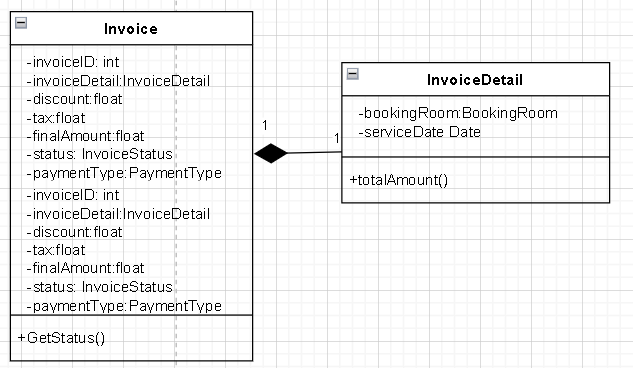 Invoice
-invoiceID: int
-invoiceDetail:InvoiceDetail
-discount:float
-tax:float
-finalAmount:float
-status: InvoiceStatus
-paymentType:PaymentType
-invoiceID: int
-invoiceDetail:InvoiceDetail
-discount:float
-tax:float
-finalAmount:float
-status: InvoiceStatus
-paymentType:PaymentType
+GetStatus()
1
1
InvoiceDetail
-bookingRoom:BookingRoom
-serviceDate Date
+totalAmount()